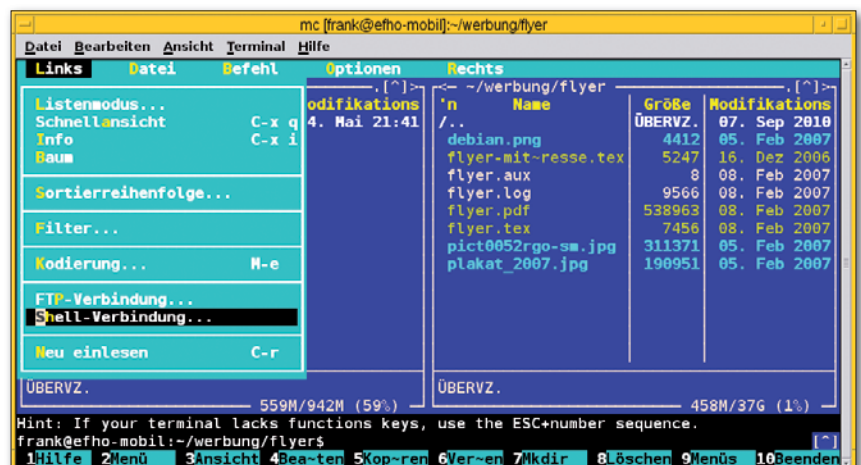 mc [frank@efho-mobil]:~/werbung/flyer
Datei Bearbeiten Ansicht Terminal Hilfe
Links Datei Befehl Optionen Rechts
Listenmodus...
Schnellansicht C-x q
Info C-x i
Baum
Sortierreihenfolge...
Filter...
Kodierung... M-e
FTP-Verbindung...
Shell-Verbindung...
Neu einlesen C-r
.[^]>
odifikations
4. Mai 21:41
<- ~/werbung/flyer .[^]>
'n Name Größe Modifikations
/.. ÜBERVZ. 07. Sep 2010
debian.png 4412 05. Feb 2007
flyer-mit~resse.tex 5247 16. Dez 2006
flyer.aux 8 08. Feb 2007
flyer.log 9566 08. Feb 2007
flyer.pdf 538963 08. Feb 2007
flyer.tex 7456 08. Feb 2007
pict0052rgo-sm.jpg 311371 05. Feb 2007
plakat_2007.jpg 190951 05. Feb 2007
ÜBERVZ. ÜBERVZ.
559M/942M (59%) 458M/37G (1%)
Hint: If your terminal lacks functions keys, use the ESC+number sequence.
frank@efho-mobil:~/werbung/flyer$ [^]
1Hilfe 2Menü 3Ansicht 4Bea~ten 5Kop~ren 6Ver~en 7Mkdir 8Löschen 9Menüs 10Beenden